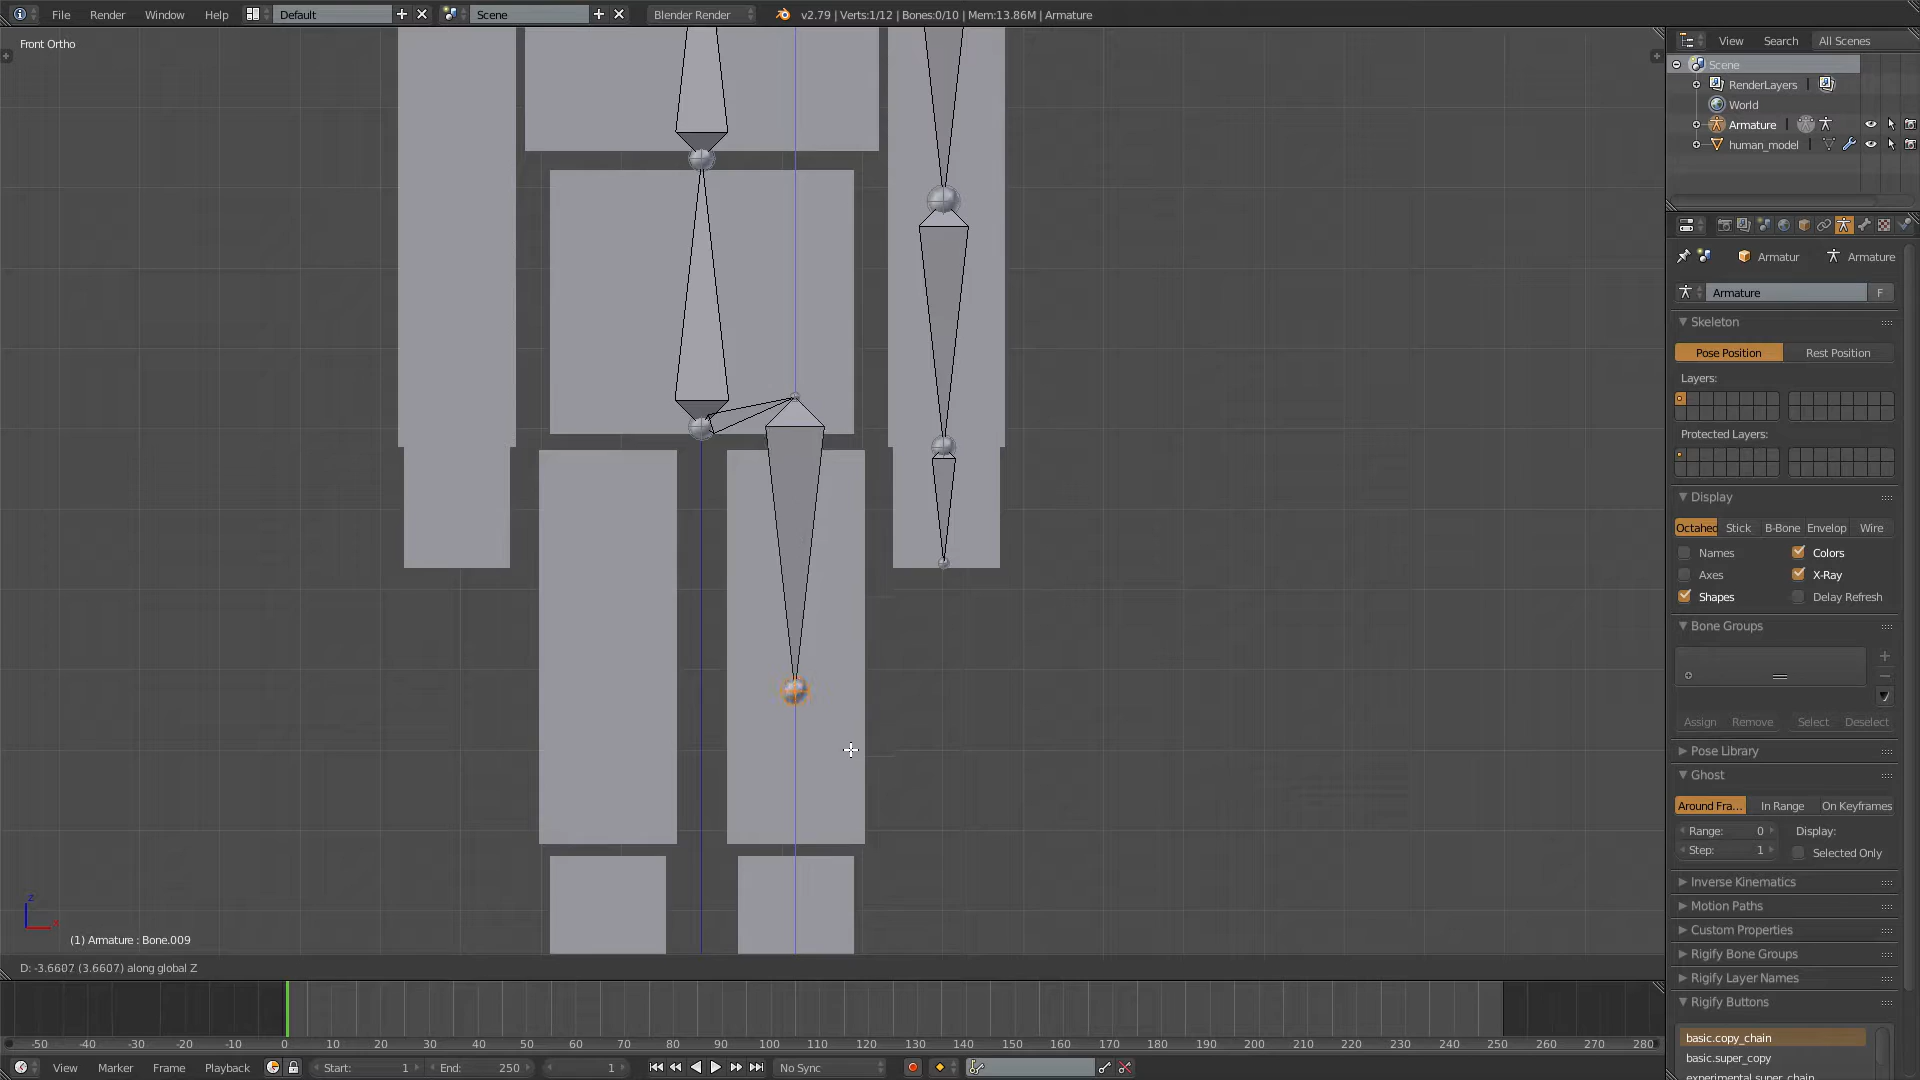 File Render Window Help Default Scene Blender Render v2.79 | Verts:1/12 | Bones:0/10 | Mem:13.86M | Armature
Front Ortho
View Search All Scenes
Scene
RenderLayers |
World
Armature |
human_model |
Armatur Armature
Armature F
Skeleton
Pose Position Rest Position
Layers:
Protected Layers:
Display
Octahed Stick B-Bone Envelop Wire
Names Colors
Axes X-Ray
Shapes Delay Refresh
Bone Groups
Assign Remove Select Deselect
Pose Library
Ghost
Around Fra... In Range On Keyframes
Range: 0 Display:
Step: 1 Selected Only
Inverse Kinematics
Motion Paths
Custom Properties
Rigify Bone Groups
Rigify Layer Names
Rigify Buttons
basic.copy_chain
basic.super_copy
experimental.super_chain
z
(1) Armature : Bone.009
D: -3.6607 (3.6607) along global Z
-50 -40 -30 -20 -10 0 10 20 30 40 50 60 70 80 90 100 110 120 130 140 150 160 170 180 190 200 210 220 230 240 250 260 270 280
View Marker Frame Playback Start: 1 End: 250 1 No Sync